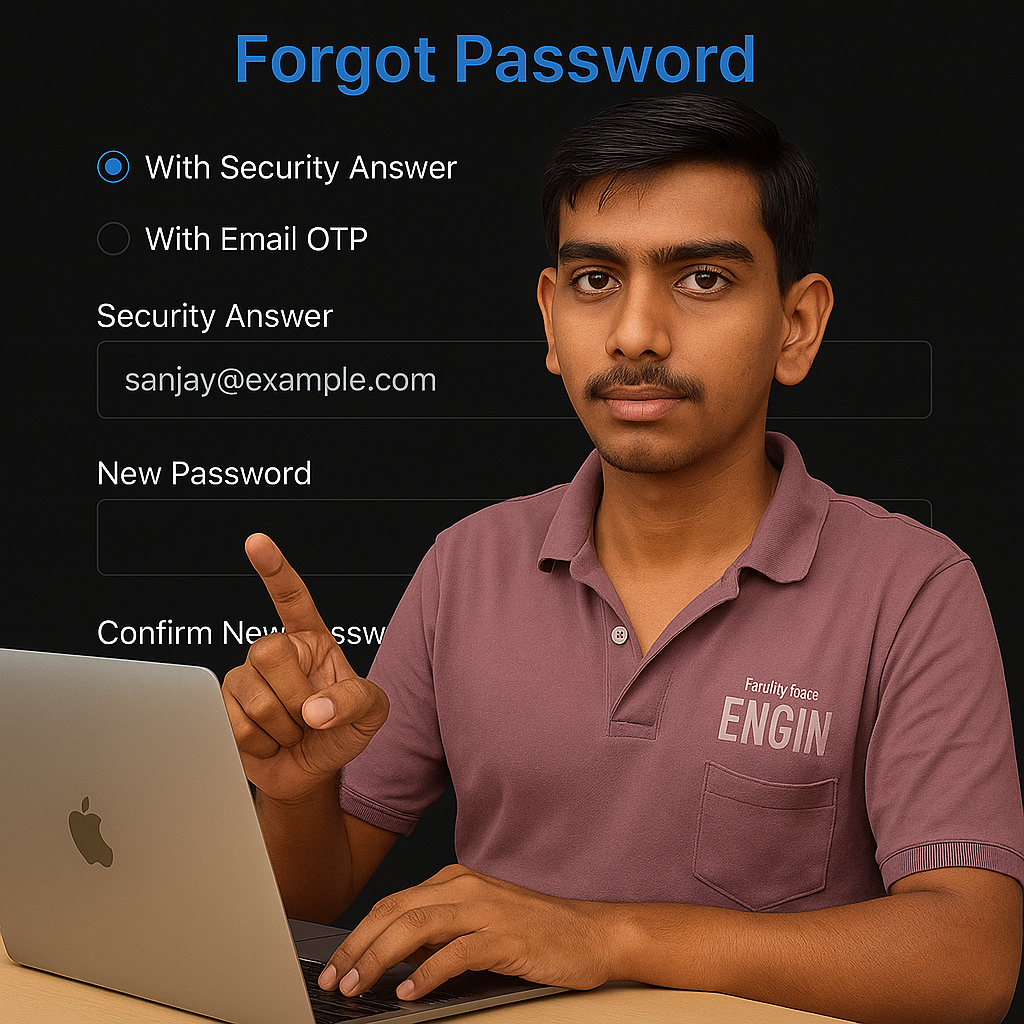 Forgot Password
With Security Answer
With Email OTP
Security Answer
sanjay@example.com
New Password
Confirm New Passw
Farulity foace
ENGIN